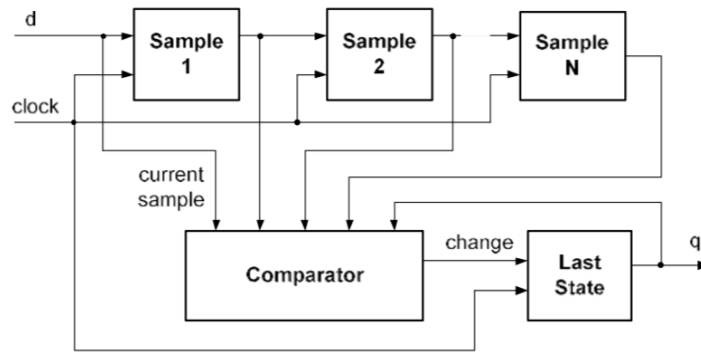 d
Sample
1
Sample
2
Sample
N
clock
current
sample
Comparator
change
Last
State
q